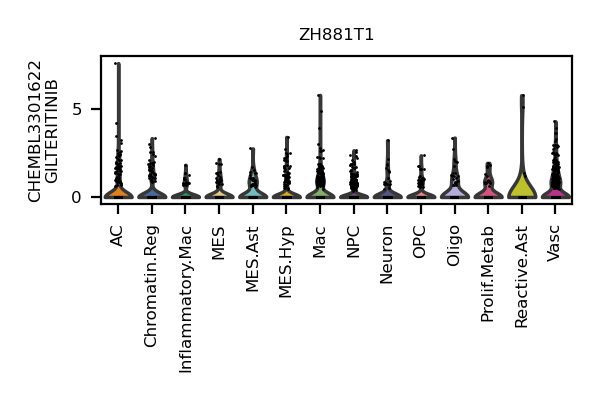 ZH881T1
CHEMBL3301622
GILTERITINIB
5
0
AC
Chromatin.Reg
Inflammatory.Mac
MES
MES.Ast
MES.Hyp
Mac
NPC
Neuron
OPC
Oligo
Prolif.Metab
Reactive.Ast
Vasc